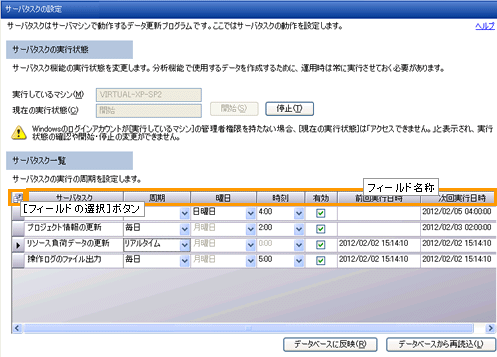 サーバタスクの設定
サーバタスクはサーバマシンで動作するデータ更新プログラムです。ここではサーバタスクの動作を設定します。 ヘルプ
サーバタスクの実行状態
サーバタスク機能の実行状態を変更します。分析機能で使用するデータを作成するために、運用時は常に実行させておく必要があります。
実行しているマシン(M) VIRTUAL-XP-SP2
現在の実行状態(C) 開始 開始(S) 停止(T)
Windowsのログインアカウントが[実行しているマシン]の管理者権限を持たない場合、[現在の実行状態]は「アクセスできません。」と表示され、実行
状態の確認や開始・停止の変更ができません。
サーバタスク一覧
サーバタスクの実行の周期を設定します。
フィールド名称
サーバタスク 周期 曜日 時刻 有効 前回実行日時 次回実行日時
[フィールドの選択]ボタン 日曜日 4:00 2012/02/05 04:00:00
プロジェクト情報の更新 毎日 月曜日 2:00 2012/02/03 02:00:00
リソース負荷データの更新 リアルタイム 月曜日 0:00 2012/02/02 15:14:10 2012/02/02 15:14:10
操作ログのファイル出力 毎日 月曜日 5:00 2012/02/02 15:14:10 2012/02/02 15:14:10
データベースに反映(R) データベースから再読込(L)